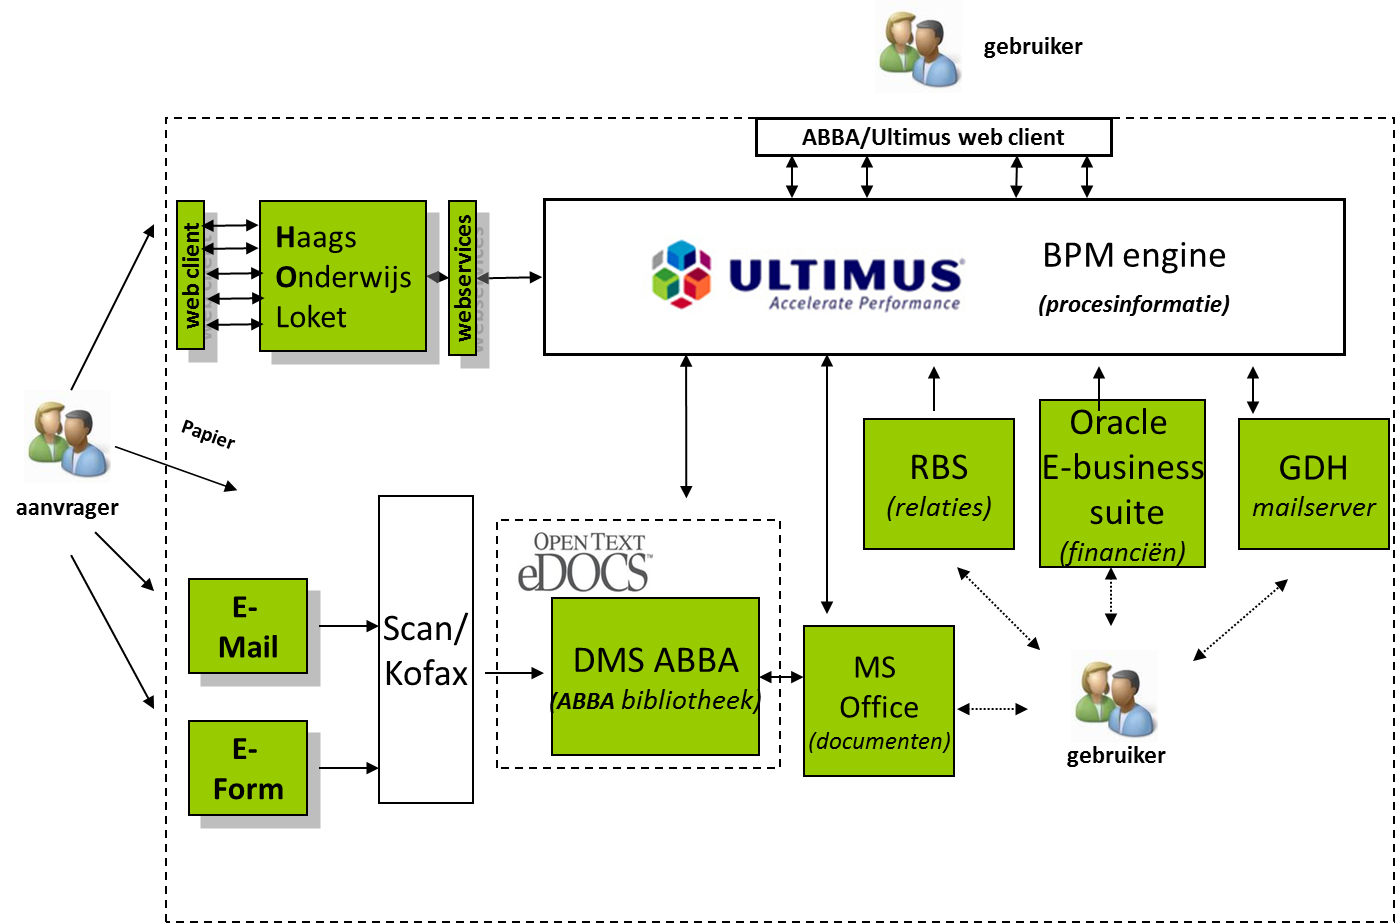 gebruiker
ABBA/Ultimus web client
web client
Haags
Onderwijs
Loket
webservices
ULTIMUS®
Accelerate Performance
BPM engine
(procesinformatie)
Papier
aanvrager
RBS
(relaties)
Oracle
E-business
suite
(financiën)
GDH
mailserver
E-
Mail
E-
Form
Scan/
Kofax
OPEN TEXT
eDOCS™
DMS ABBA
(ABBA bibliotheek)
MS
Office
(documenten)
gebruiker